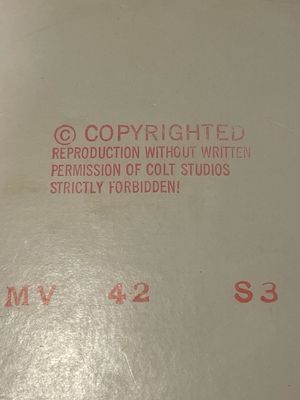 © COPYRIGHTED
REPRODUCTION WITHOUT WRITTEN
PERMISSION OF COLT STUDIOS
STRICTLY FORBIDDEN!
MV 42 S3